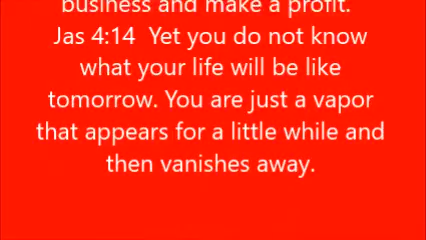 business and make a profit.
Jas 4:14  Yet you do not know
what your life will be like
tomorrow. You are just a vapor
that appears for a little while and
then vanishes away.